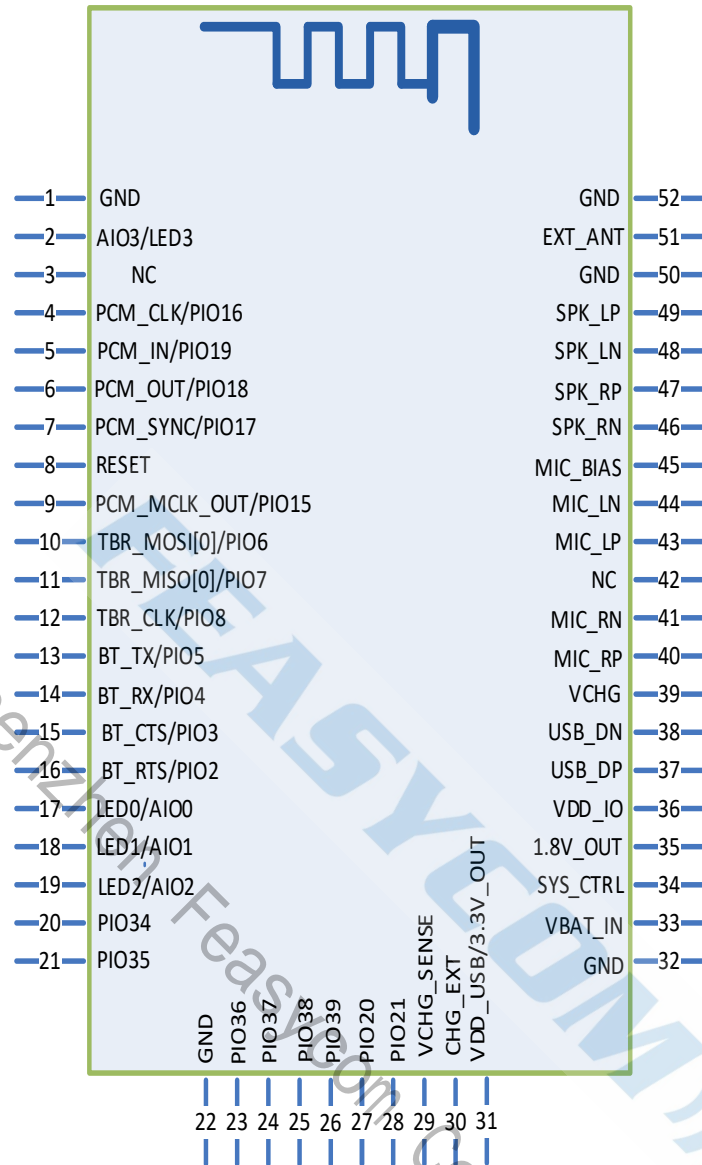 1 GND
2 AIO3/LED3
3 NC
4 PCM_CLK/PIO16
5 PCM_IN/PIO19
6 PCM_OUT/PIO18
7 PCM_SYNC/PIO17
8 RESET
9 PCM_MCLK_OUT/PIO15
10 TBR_MOSI[0]/PIO6
11 TBR_MISO[0]/PIO7
12 TBR_CLK/PIO8
13 BT_TX/PIO5
14 BT_RX/PIO4
15 BT_CTS/PIO3
16 BT_RTS/PIO2
17 LED0/AIO0
18 LED1/AIO1
19 LED2/AIO2
20 PIO34
21 PIO35
GND 52
EXT_ANT 51
GND 50
SPK_LP 49
SPK_LN 48
SPK_RP 47
SPK_RN 46
MIC_BIAS 45
MIC_LN 44
MIC_LP 43
NC 42
MIC_RN 41
MIC_RP 40
VCHG 39
USB_DN 38
USB_DP 37
VDD_IO 36
1.8V_OUT 35
SYS_CTRL 34
VBAT_IN 33
GND 32
GND
PIO36
PIO37
PIO38
PIO39
PIO20
PIO21
VCHG_SENSE
CHG_EXT
VDD_USB/3.3V_OUT
22 23 24 25 26 27 28 29 30 31
FEASYCOM
Feasycom